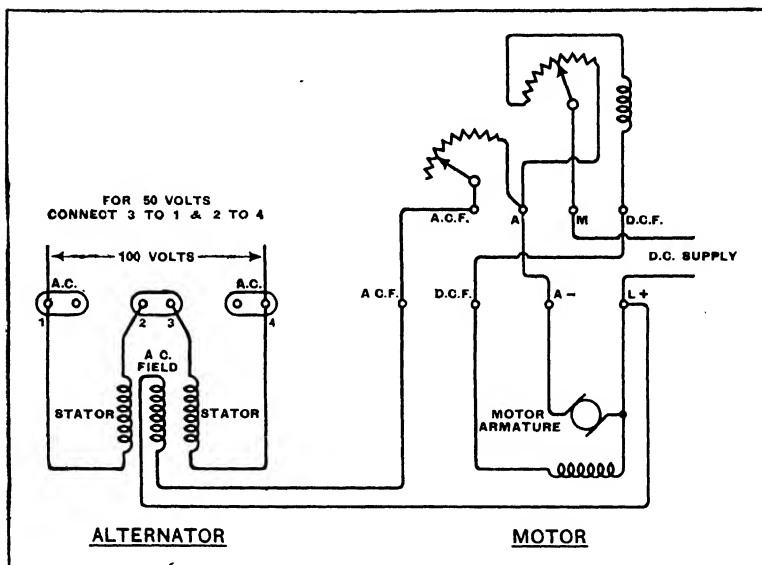 FOR 50 VOLTS
CONNECT 3 TO 1 & 2 TO 4
100 VOLTS
A.C.
A.C.
1
2
3
4
A C.
FIELD
STATOR
STATOR
ALTERNATOR
A.C.F.
A
M
D.C.F.
D.C. SUPPLY
A C.F.
D.C.F.
A-
L+
MOTOR
ARMATURE
MOTOR